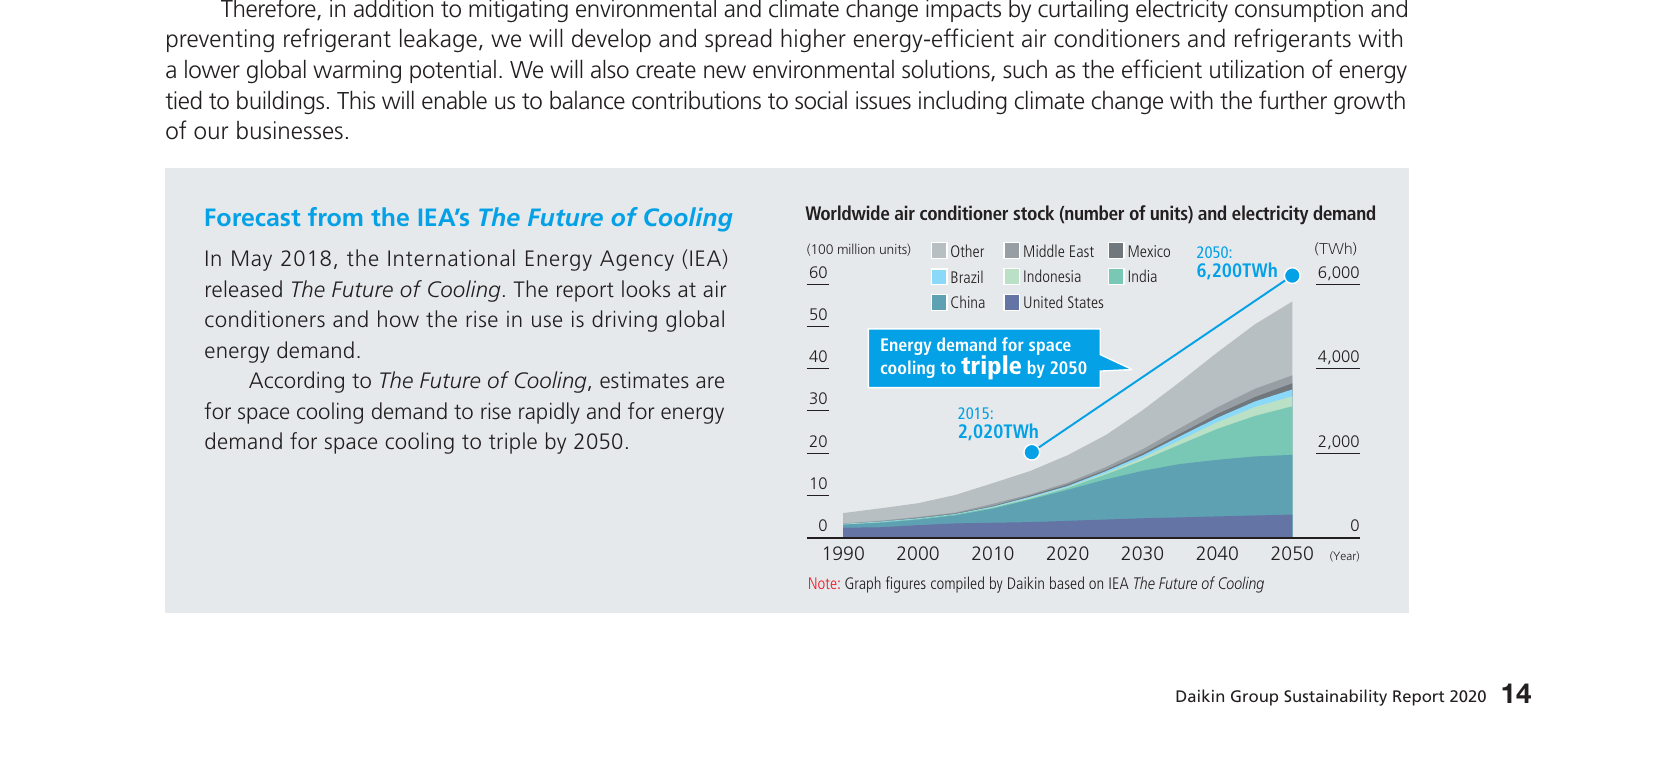 Therefore, in addition to mitigating environmental and climate change impacts by curtailing electricity consumption and
preventing refrigerant leakage, we will develop and spread higher energy-efficient air conditioners and refrigerants with
a lower global warming potential. We will also create new environmental solutions, such as the efficient utilization of energy
tied to buildings. This will enable us to balance contributions to social issues including climate change with the further growth
of our businesses.
Forecast from the IEA's The Future of Cooling
In May 2018, the International Energy Agency (IEA)
released The Future of Cooling. The report looks at air
conditioners and how the rise in use is driving global
energy demand.
According to The Future of Cooling, estimates are
for space cooling demand to rise rapidly and for energy
demand for space cooling to triple by 2050.
Worldwide air conditioner stock (number of units) and electricity demand
(100 million units)
Other Middle East Mexico
Brazil Indonesia India
China United States
2050:
6,200TWh
(TWh)
60
50
40
30
20
10
0
6,000
4,000
2,000
0
Energy demand for space
cooling to triple by 2050
2015:
2,020TWh
1990 2000 2010 2020 2030 2040 2050 (Year)
Note: Graph figures compiled by Daikin based on IEA The Future of Cooling
Daikin Group Sustainability Report 2020 14